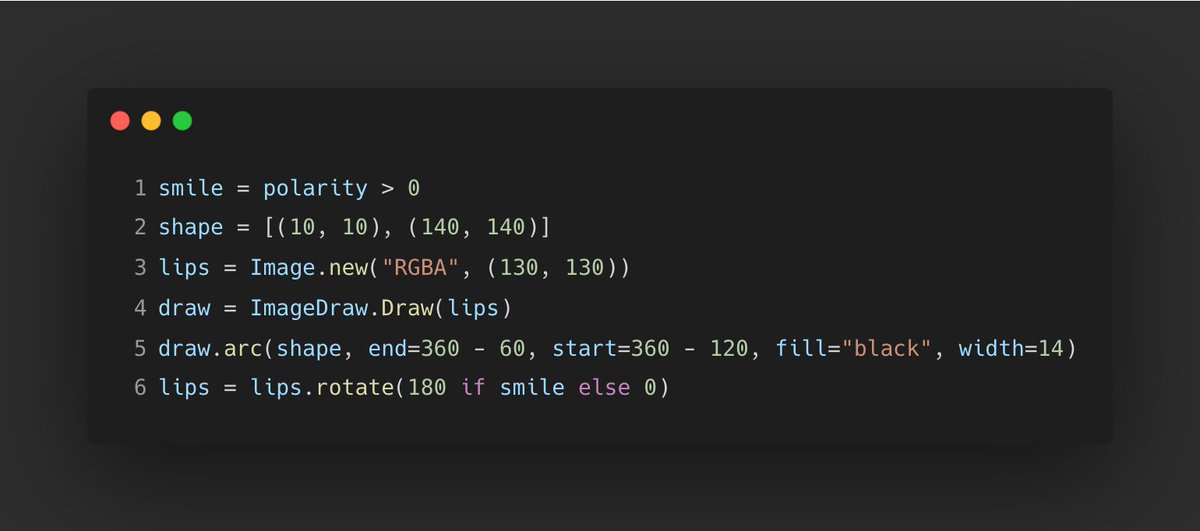 1 smile = polarity > 0
2 shape = [(10, 10), (140, 140)]
3 lips = Image.new("RGBA", (130, 130))
4 draw = ImageDraw.Draw(lips)
5 draw.arc(shape, end=360 - 60, start=360 - 120, fill="black", width=14)
6 lips = lips.rotate(180 if smile else 0)